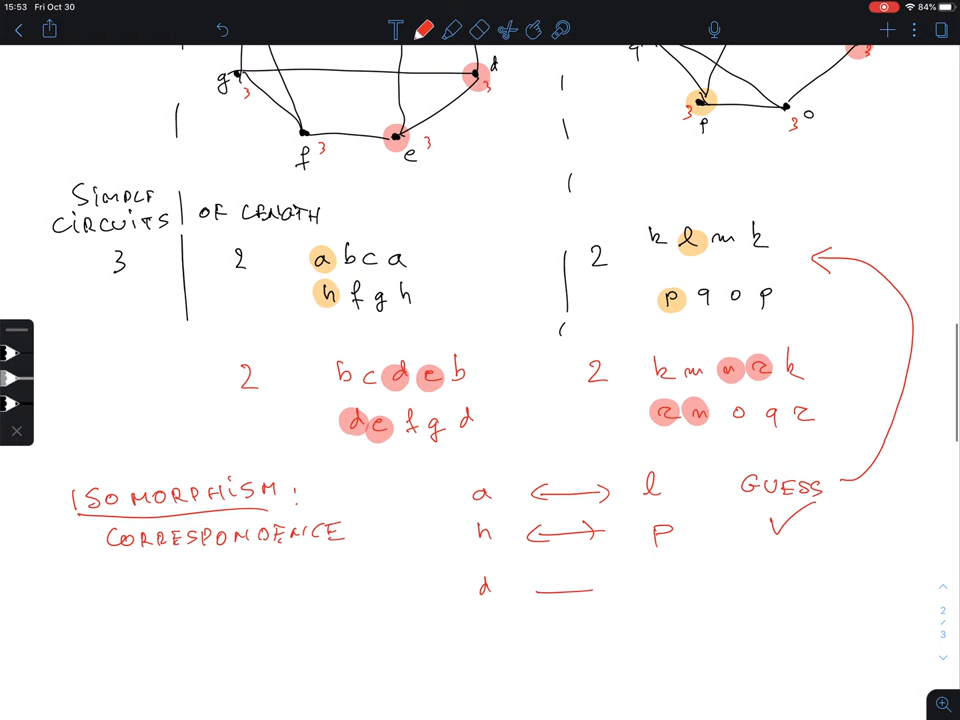 15:53 Fri Oct 30
84%
T
g
3
d
3
f
3
e
3
q
3
p
3
o
3
SIMPLE CIRCUITS OF LENGTH
3 2 a b c a 2 k l m k
h f g h p q o p
2 b c d e b 2 k m n r k
d e f g d r n o q r
ISOMORPHISM: a ↔ l GUESS
CORRESPONDENCE h ↔ p ✓
d —
2
/
3